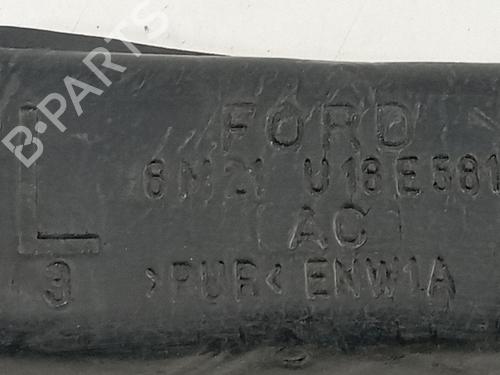 B-PARTS
FORD
L 6M21 U18E581
[AC]
3 >PUR< ENW1A